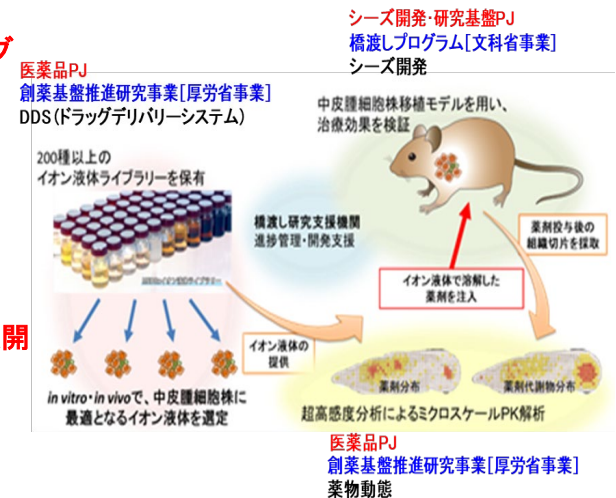 ブ
医薬品PJ
創薬基盤推進研究事業[厚労省事業]
DDS(ドラッグデリバリーシステム)
シーズ開発・研究基盤PJ
橋渡しプログラム[文科省事業]
シーズ開発
200種以上の
イオン液体ライブラリーを保有
中皮腫細胞株移植モデルを用い、
治療効果を検証
橋渡し研究支援機関
進捗管理・開発支援
薬剤投与後の
組織切片を採取
イオン液体で溶解した
薬剤を注入
開
イオン液体の
提供
in vitro・in vivoで、中皮腫細胞株に
最適となるイオン液体を選定
薬剤分布
薬剤代謝物分布
超高感度分析によるミクロスケールPK解析
医薬品PJ
創薬基盤推進研究事業[厚労省事業]
薬物動態